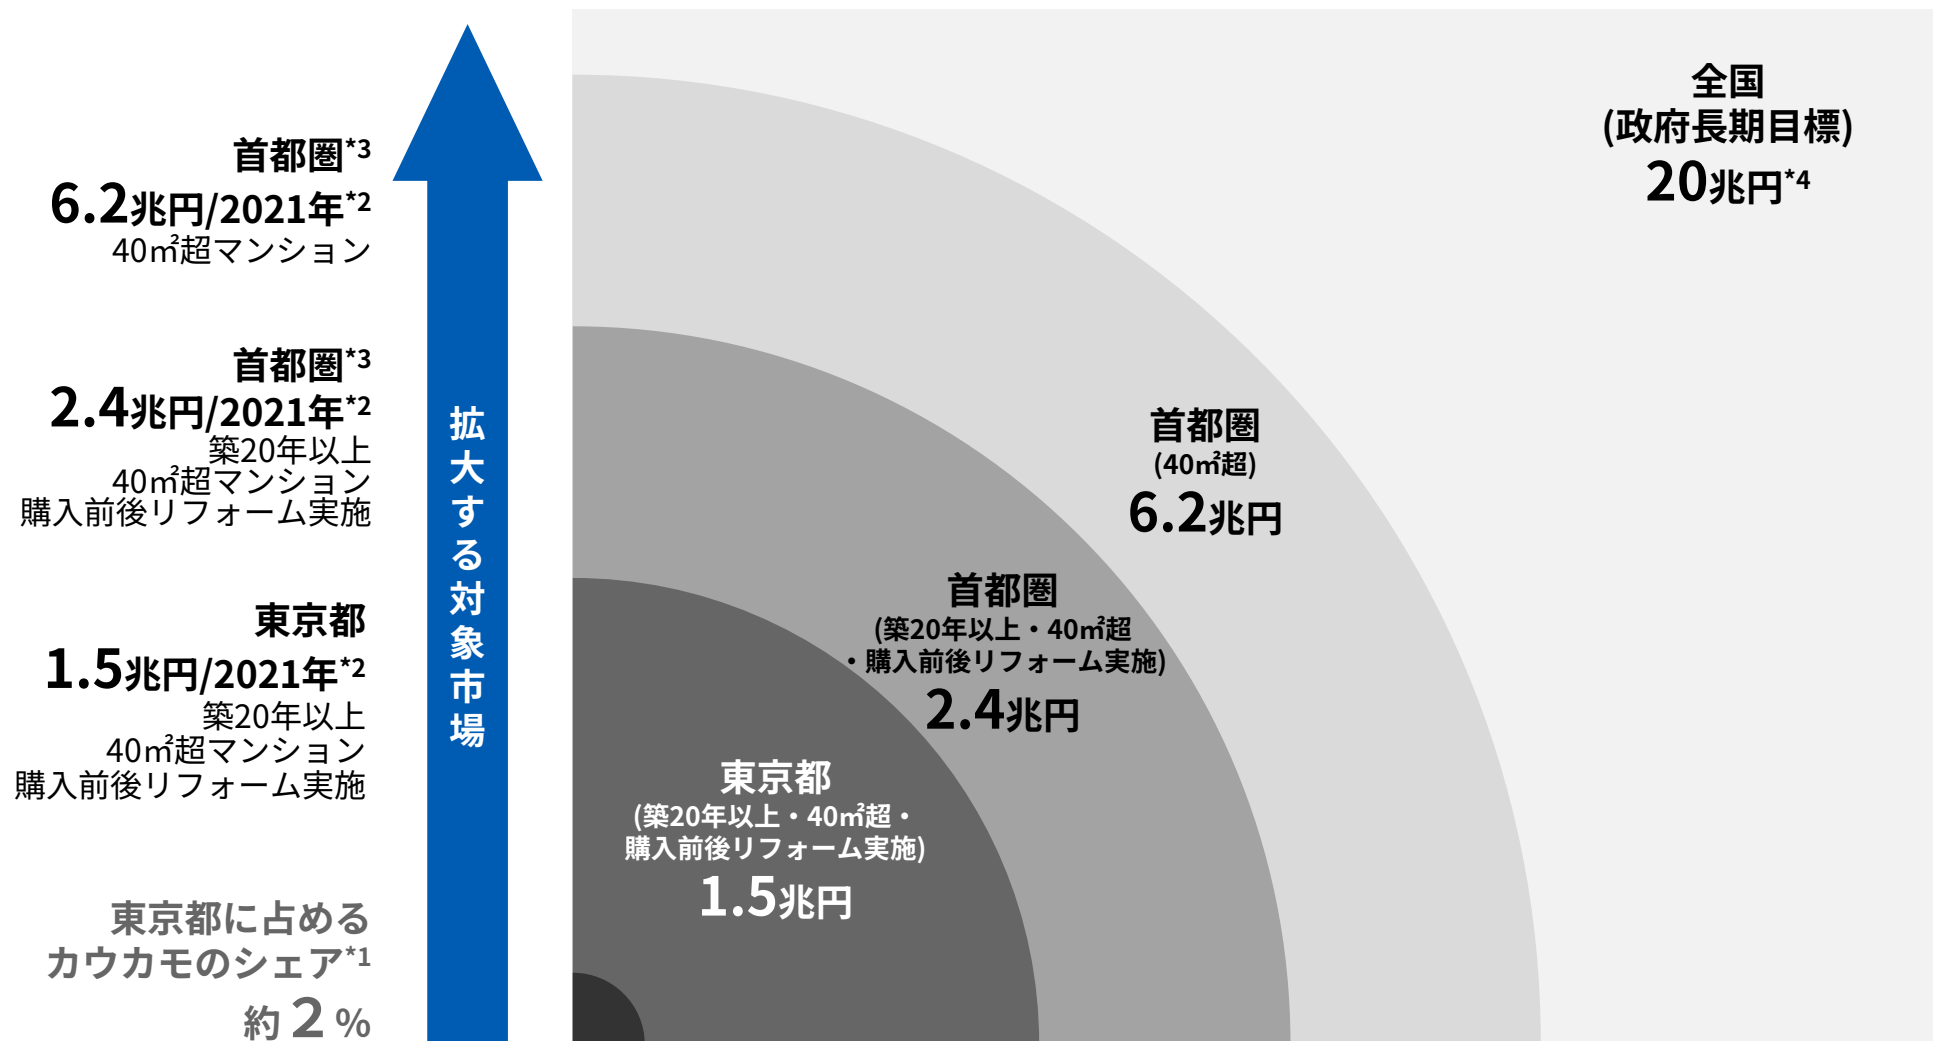 首都圏*3
6.2兆円/2021年*2
40㎡超マンション
首都圏*3
2.4兆円/2021年*2
築20年以上
40㎡超マンション
購入前後リフォーム実施
東京都
1.5兆円/2021年*2
築20年以上
40㎡超マンション
購入前後リフォーム実施
東京都に占める
カウカモのシェア*1
約2%
拡大する対象市場
全国
(政府長期目標)
20兆円*4
首都圏
(40㎡超)
6.2兆円
首都圏
(築20年以上・40㎡超
・購入前後リフォーム実施)
2.4兆円
東京都
(築20年以上・40㎡超・
購入前後リフォーム実施)
1.5兆円